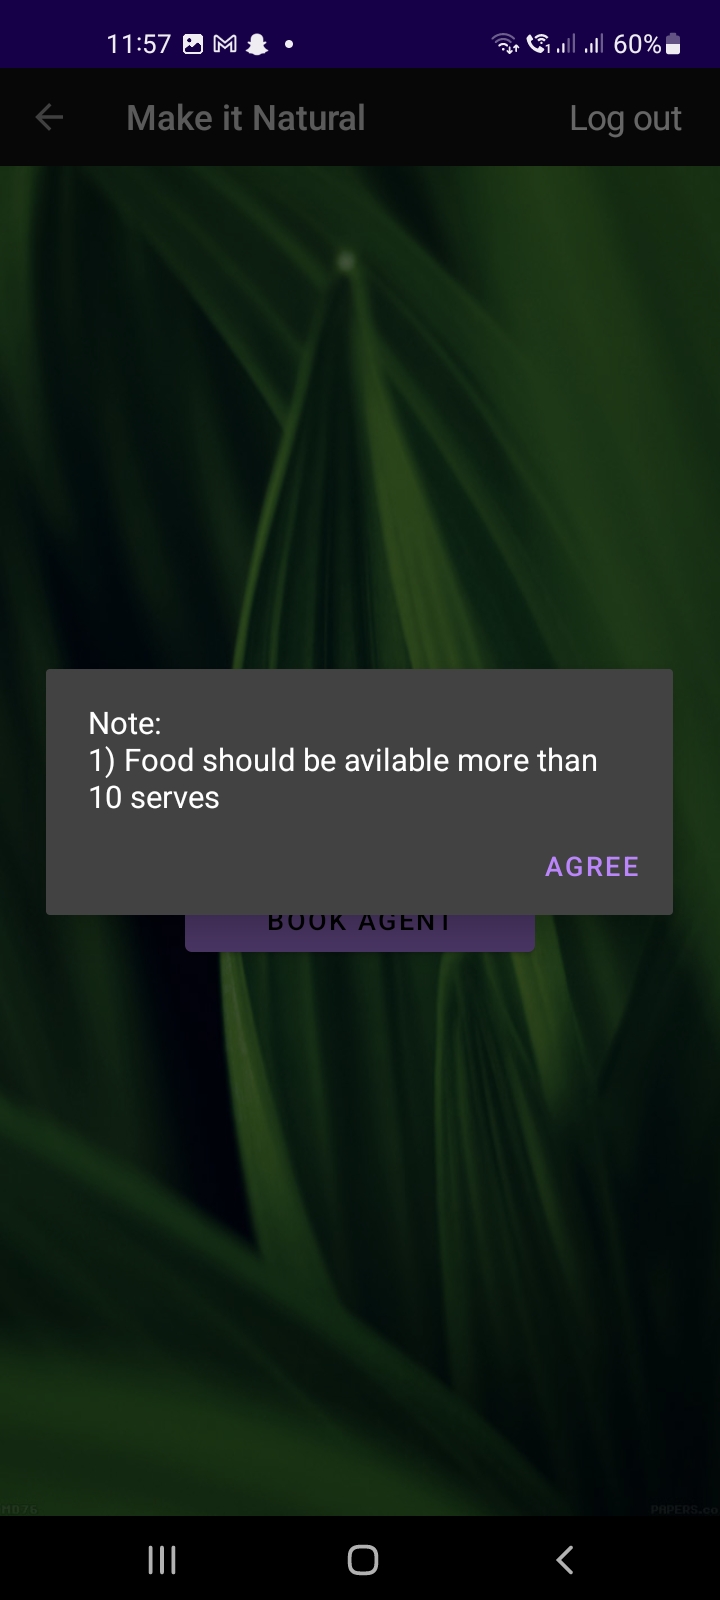 11:57 60%
Make it Natural Log out
Note:
1) Food should be avilable more than
10 serves
AGREE
BOOK AGENT
PAPERS.co